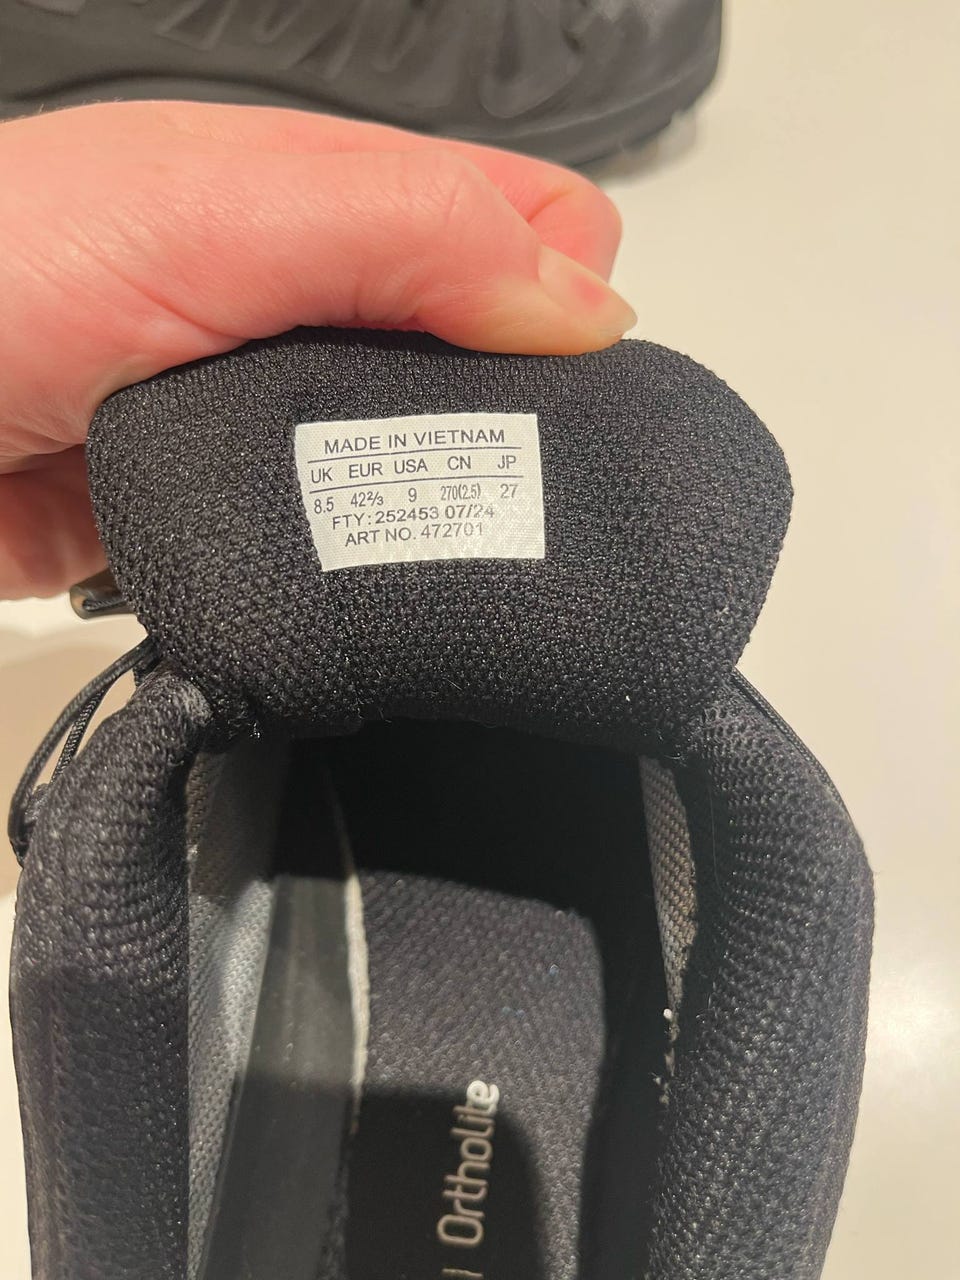 MADE IN VIETNAM
UK EUR USA CN JP
8.5 42⅔ 9 270(2.5) 27
FTY: 252453 07/24
ART NO. 472701
Ortholite